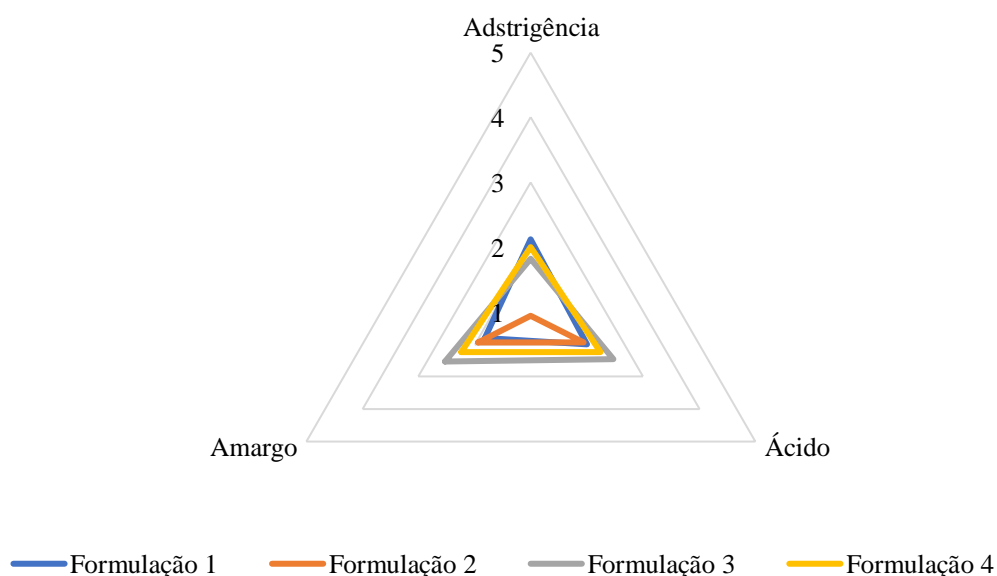 Adstrigência
5
4
3
2
1
Amargo
Ácido
Formulação 1
Formulação 2
Formulação 3
Formulação 4